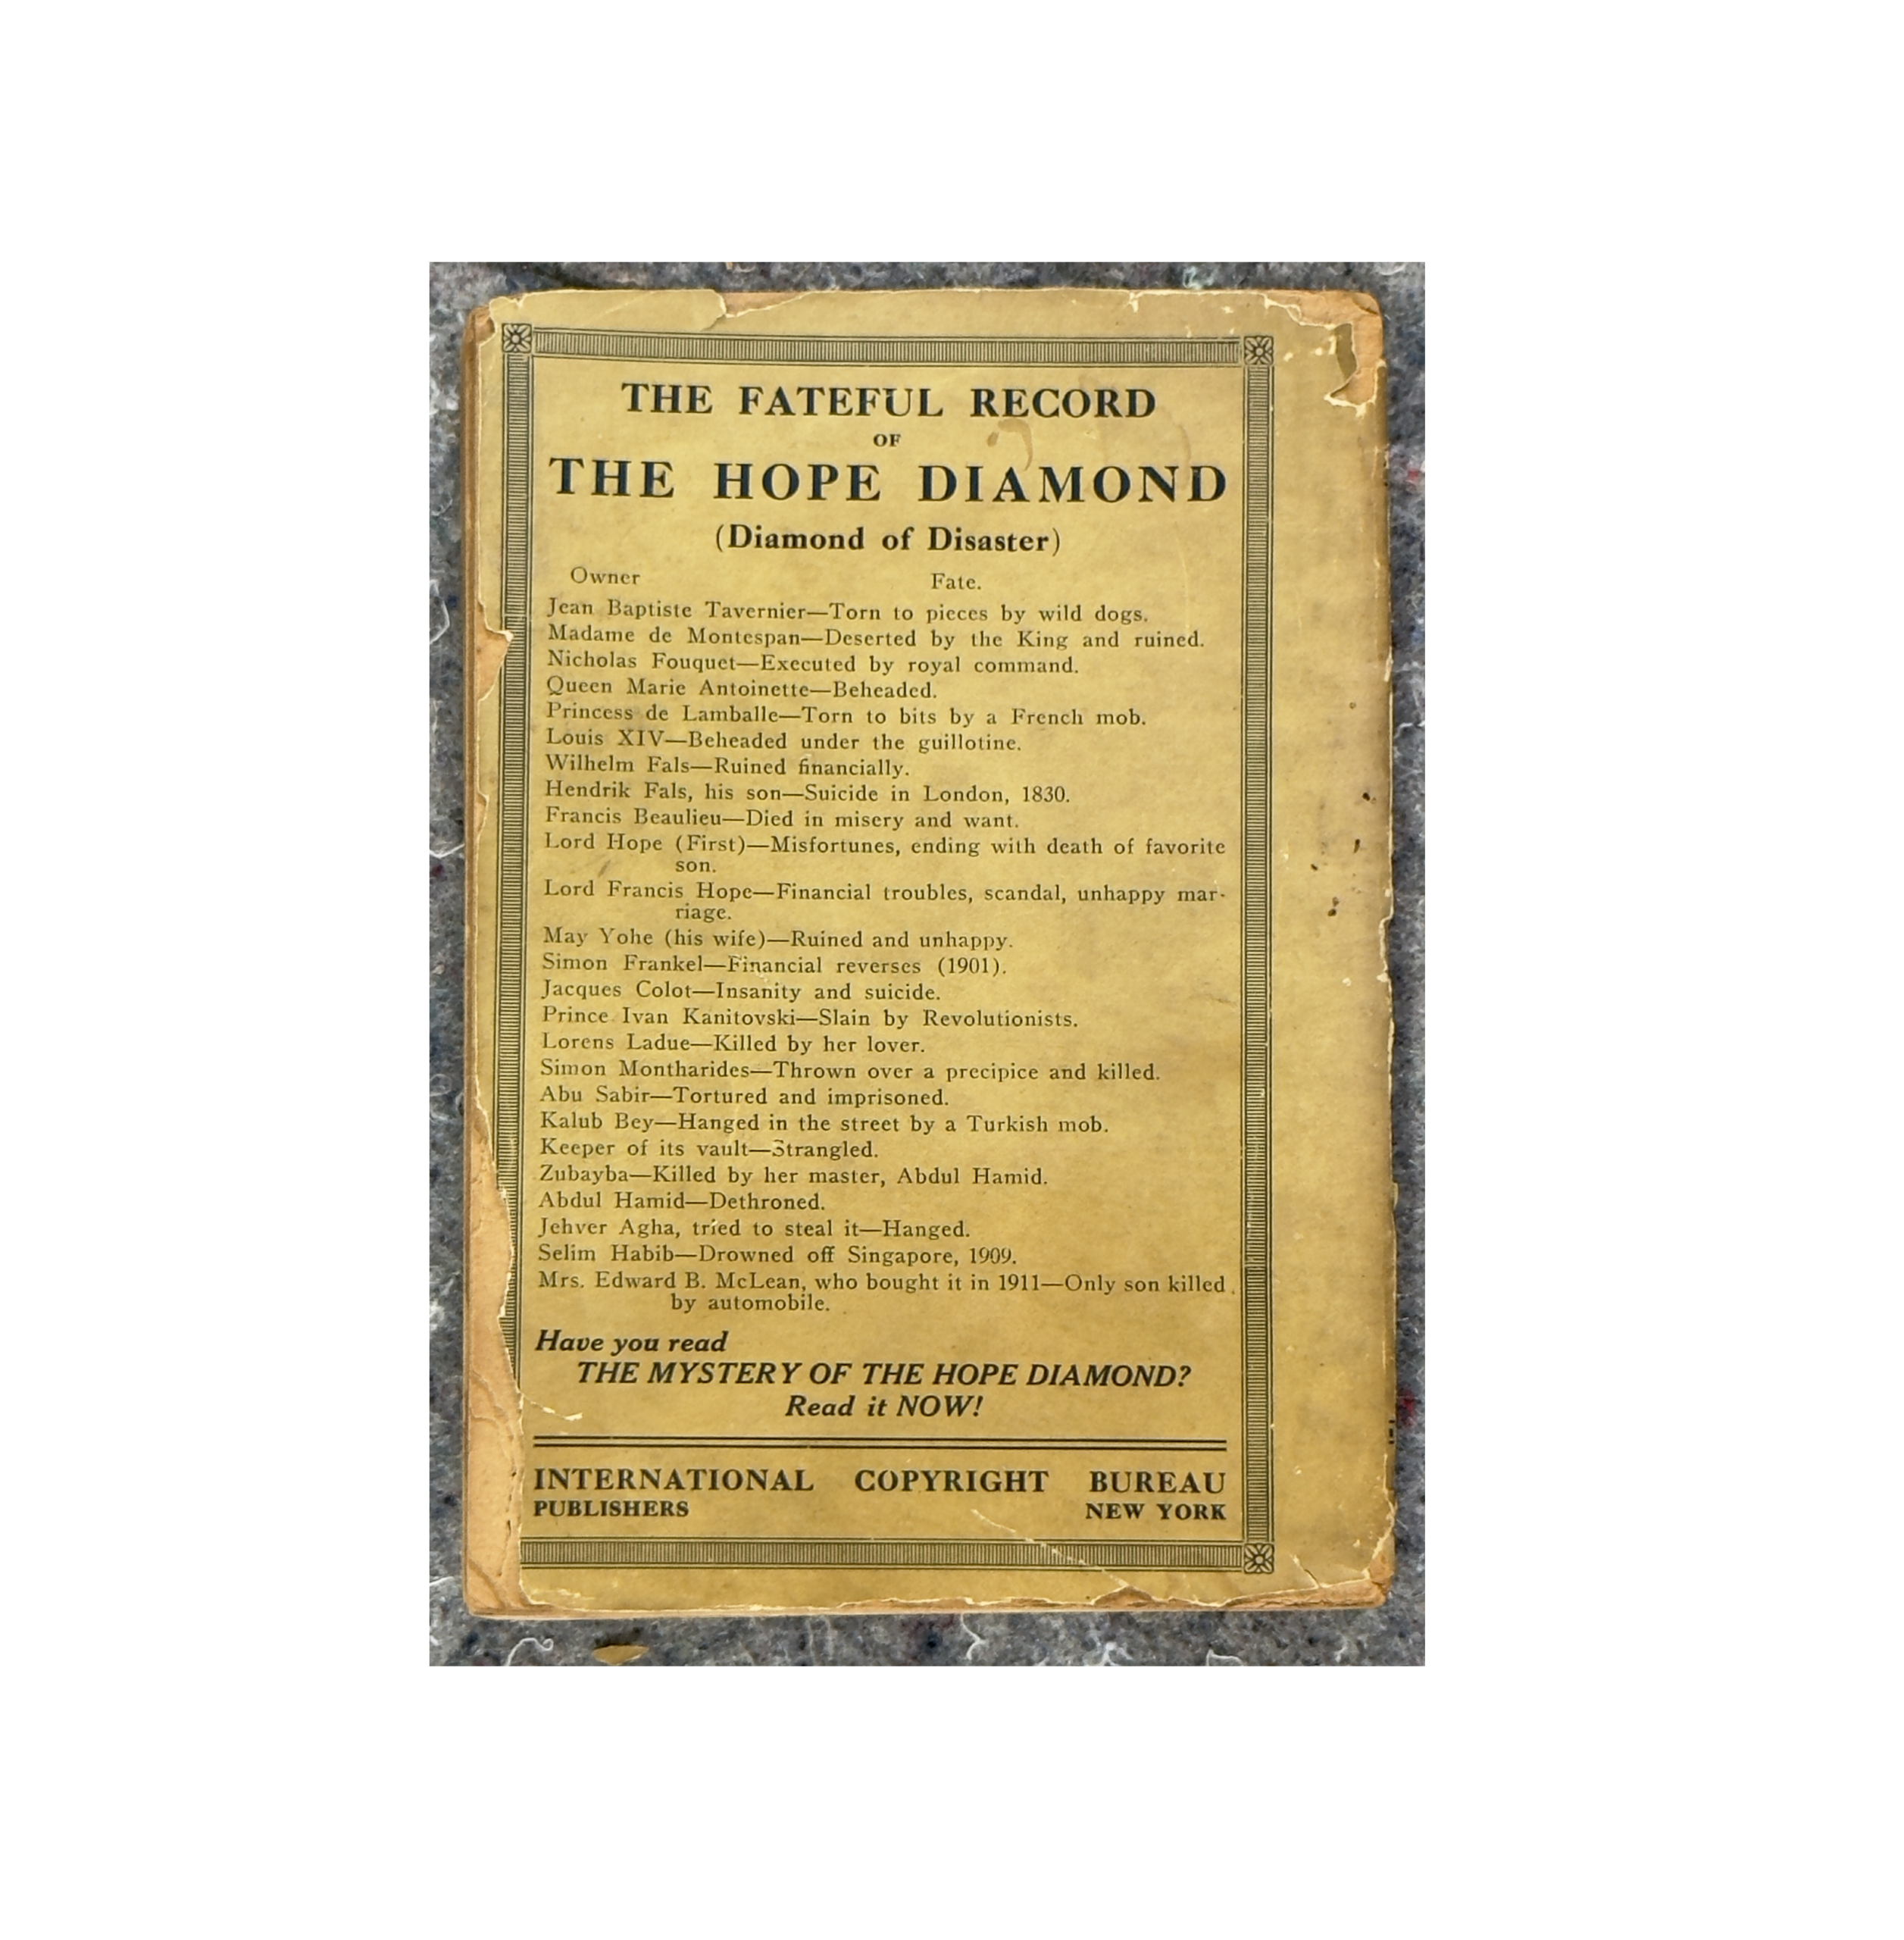 THE FATEFUL RECORD
OF
THE HOPE DIAMOND
(Diamond of Disaster)
Owner Fate.
Jean Baptiste Tavernier—Torn to pieces by wild dogs.
Madame de Montespan—Deserted by the King and ruined.
Nicholas Fouquet—Executed by royal command.
Queen Marie Antoinette—Beheaded.
Princess de Lamballe—Torn to bits by a French mob.
Louis XIV—Beheaded under the guillotine.
Wilhelm Fals—Ruined financially.
Hendrik Fals, his son—Suicide in London, 1830.
Francis Beaulieu—Died in misery and want.
Lord Hope (First)—Misfortunes, ending with death of favorite
son.
Lord Francis Hope—Financial troubles, scandal, unhappy mar-
riage.
May Yohe (his wife)—Ruined and unhappy.
Simon Frankel—Financial reverses (1901).
Jacques Colot—Insanity and suicide.
Prince Ivan Kanitovski—Slain by Revolutionists.
Lorens Ladue—Killed by her lover.
Simon Montharides—Thrown over a precipice and killed.
Abu Sabir—Tortured and imprisoned.
Kalub Bey—Hanged in the street by a Turkish mob.
Keeper of its vault—Strangled.
Zubayba—Killed by her master, Abdul Hamid.
Abdul Hamid—Dethroned.
Jehver Agha, tried to steal it—Hanged.
Selim Habib—Drowned off Singapore, 1909.
Mrs. Edward B. McLean, who bought it in 1911—Only son killed
by automobile.
Have you read
THE MYSTERY OF THE HOPE DIAMOND?
Read it NOW!
INTERNATIONAL COPYRIGHT BUREAU
PUBLISHERS NEW YORK